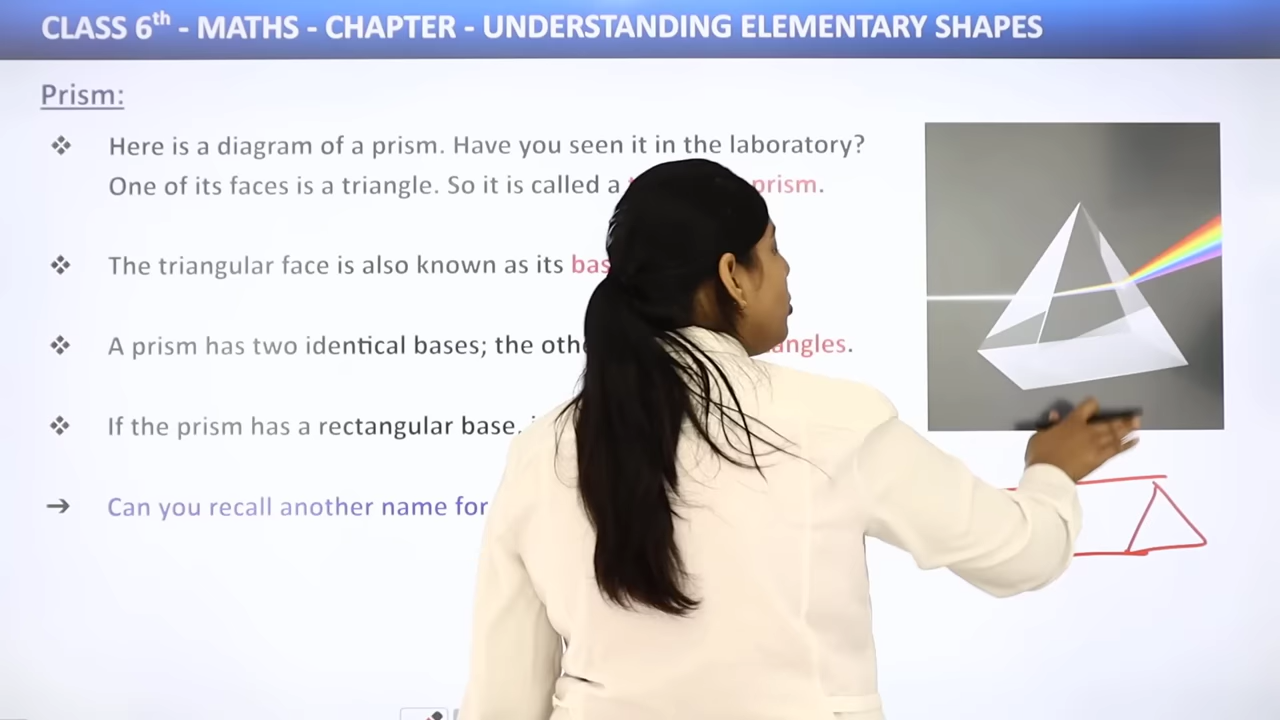 CLASS 6th - MATHS - CHAPTER - UNDERSTANDING ELEMENTARY SHAPES
Prism:
Here is a diagram of a prism. Have you seen it in the laboratory?
One of its faces is a triangle. So it is called a prism.
The triangular face is also known as its
A prism has two identical bases; the
If the prism has a rectangular base,
→ Can you recall another name for